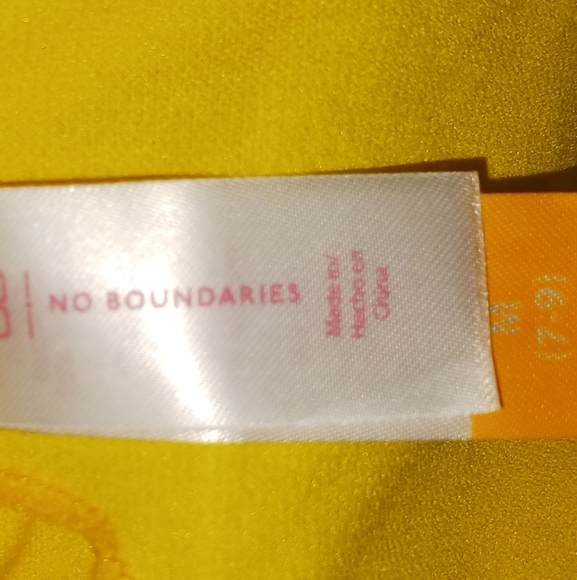 NO BOUNDARIES
Made in/
Hecho en
China
M
(7-9)